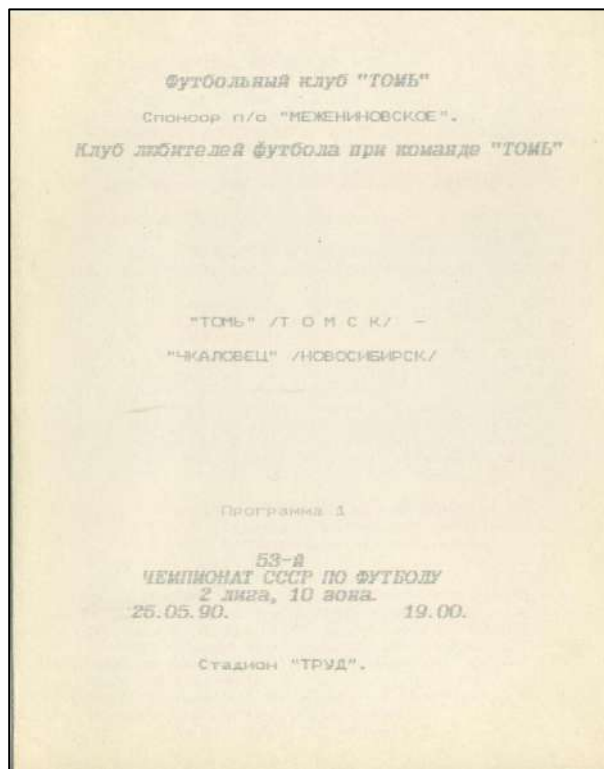 Футбольный клуб "ТОМЬ"
Спонсор п/о "МЕЖЕНИНОВСКОЕ".
Клуб любителей футбола при команде "ТОМЬ"
"ТОМЬ" /Т О М С К/ -
"ЧКАЛОВЕЦ" /НОВОСИБИРСК/
Программа 1
53-й
ЧЕМПИОНАТ СССР ПО ФУТБОЛУ
2 лига, 10 зона.
26.05.90. 19.00.
Стадион "ТРУД".